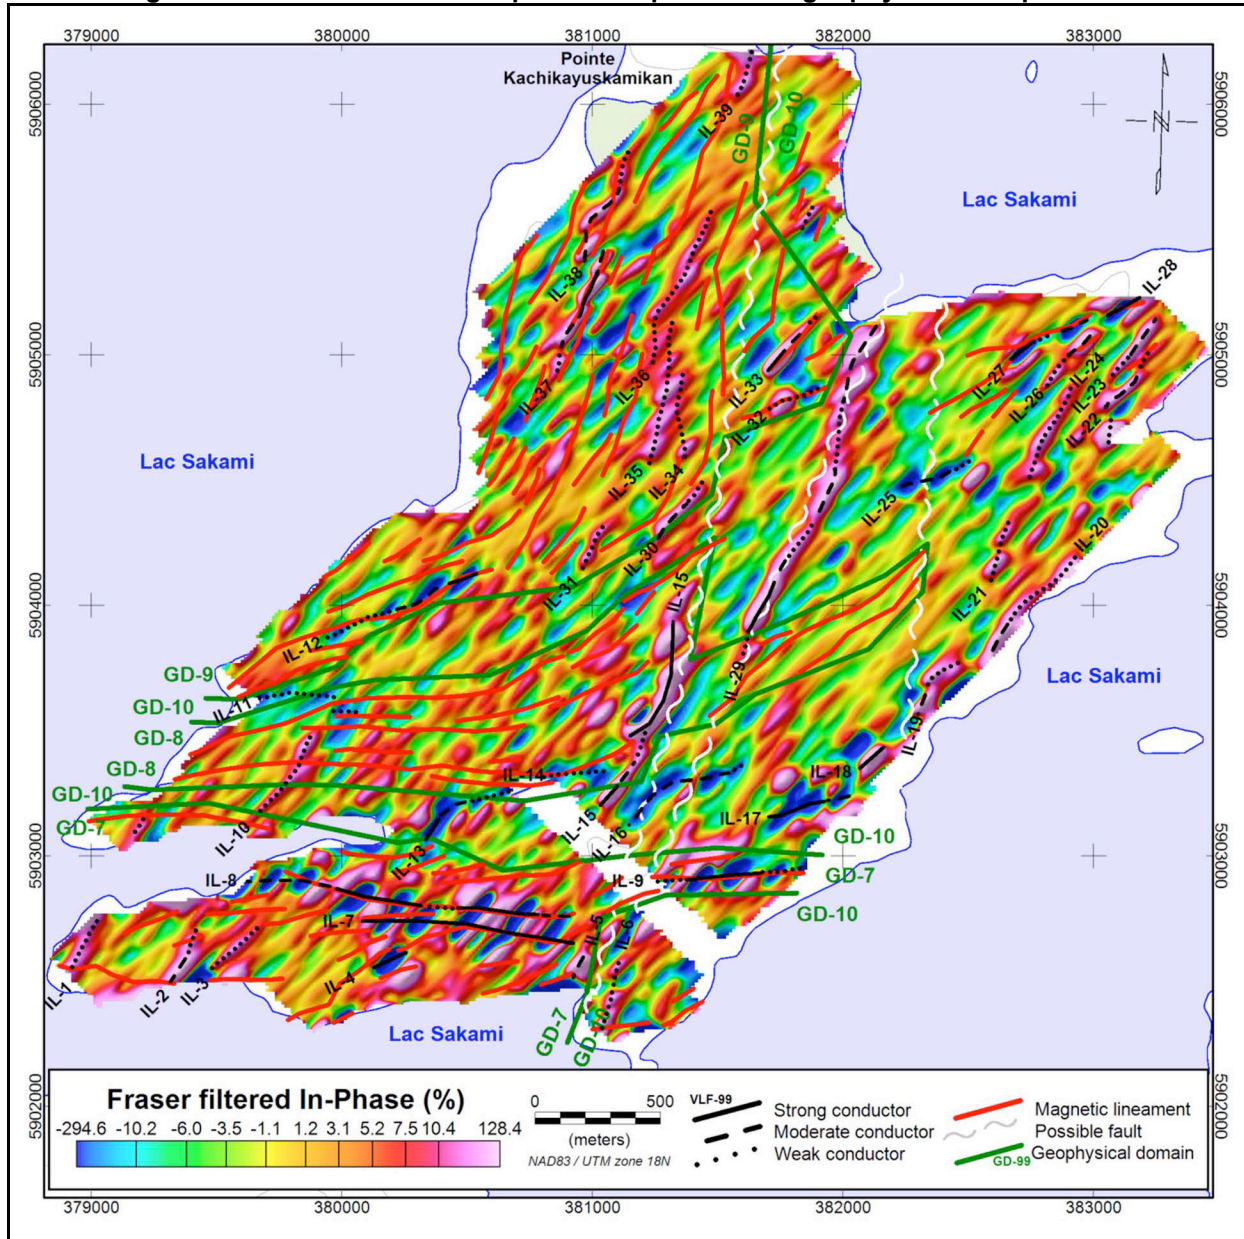 379000 380000 381000 382000 383000
Pointe
Kachikayuskamikan
5906000
5906000
IL-39
GD-9
GD-10
Lac Sakami
IL-38
IL-28
5905000
5905000
IL-37
IL-36
IL-33
IL-27
IL-24
IL-26
IL-23
IL-32
IL-22
Lac Sakami
IL-35
IL-34
IL-25
IL-30
IL-20
5904000
IL-31
IL-15
IL-21
5904000
IL-12
GD-9
IL-29
Lac Sakami
GD-10
IL-11
GD-8
IL-19
GD-8
IL-14
IL-18
GD-10
IL-15
IL-17
GD-7
IL-10
IL-16
GD-10
5903000
IL-13
5903000
IL-8
IL-9
GD-7
IL-7
GD-10
IL-5
IL-6
IL-4
IL-1
IL-2
IL-3
GD-7
GD-10
Lac Sakami
5902000
5902000
Fraser filtered In-Phase (%)
-294.6 -10.2 -6.0 -3.5 -1.1 1.2 3.1 5.2 7.5 10.4 128.4
0 500
(meters)
NAD83 / UTM zone 18N
VLF-99
Strong conductor
Moderate conductor
Weak conductor
Magnetic lineament
Possible fault
GD-99
Geophysical domain
379000 380000 381000 382000 383000